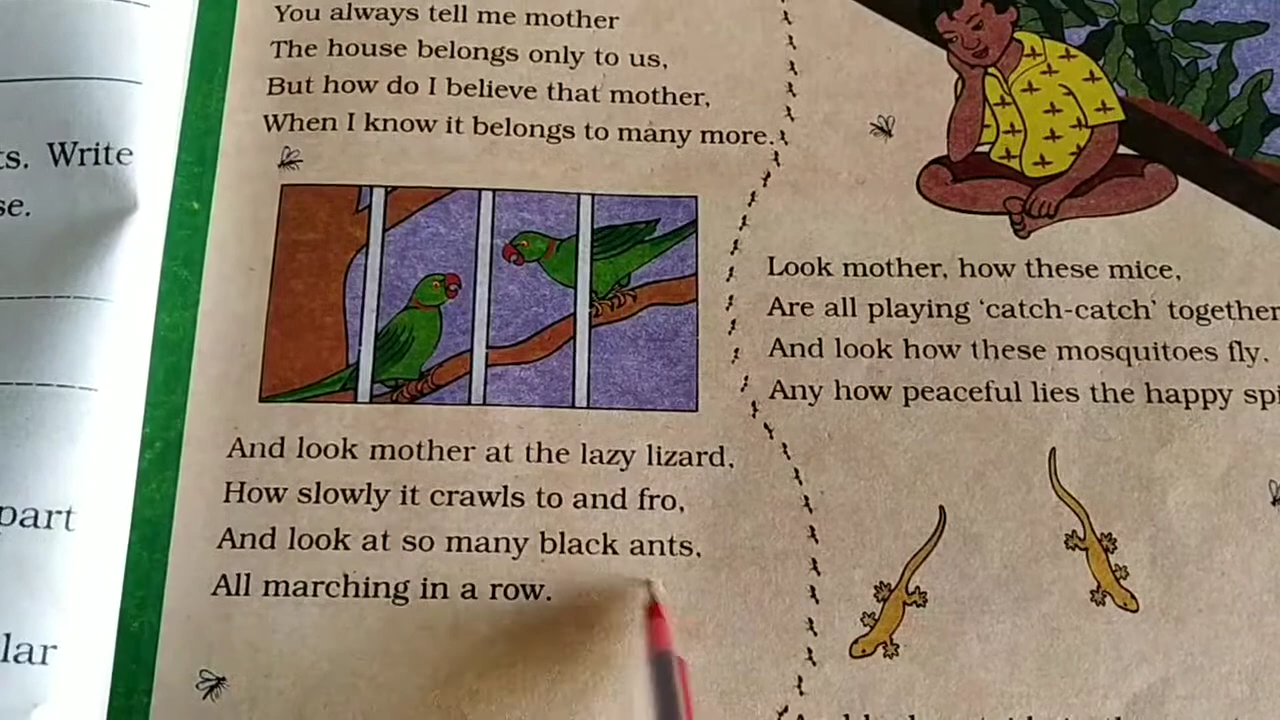 ts. Write
se.
part
lar
You always tell me mother
The house belongs only to us,
But how do I believe that mother,
When I know it belongs to many more.
And look mother at the lazy lizard,
How slowly it crawls to and fro,
And look at so many black ants,
All marching in a row.
Look mother, how these mice,
Are all playing ‘catch-catch’ together
And look how these mosquitoes fly.
Any how peaceful lies the happy spi